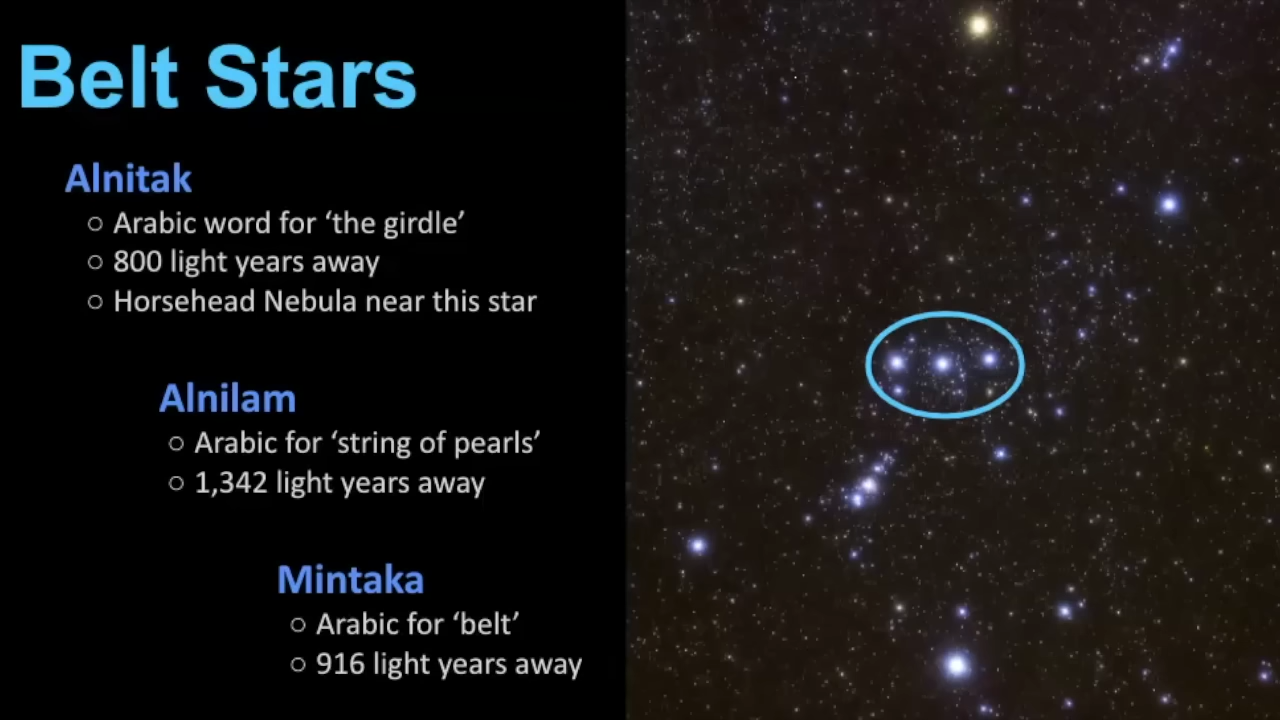 Belt Stars
Alnitak
○ Arabic word for ‘the girdle’
○ 800 light years away
○ Horsehead Nebula near this star
Alnilam
○ Arabic for ‘string of pearls’
○ 1,342 light years away
Mintaka
○ Arabic for ‘belt’
○ 916 light years away